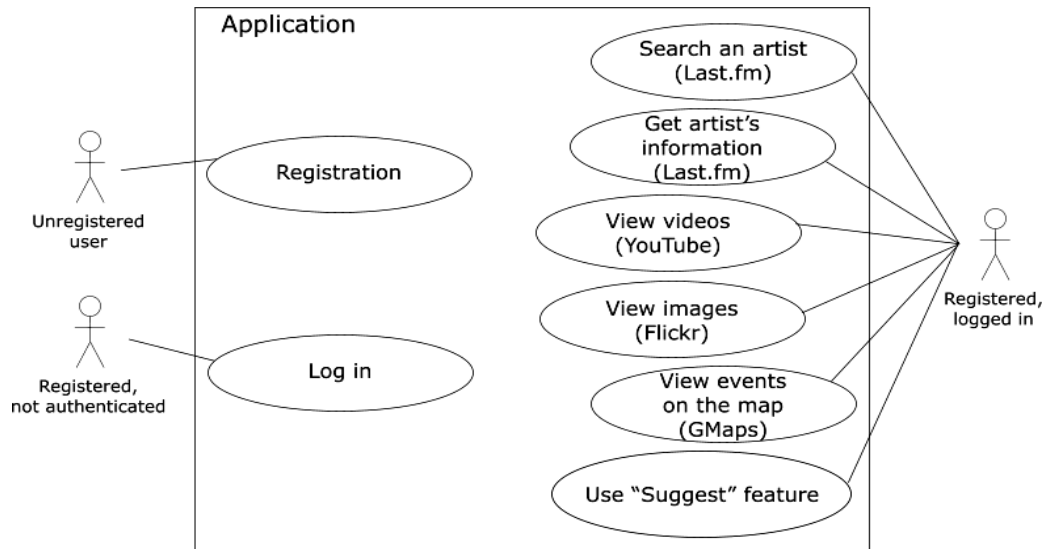 Application
Search an artist
(Last.fm)
Get artist's
information
(Last.fm)
Registration
View videos
(YouTube)
Unregistered
user
View images
(Flickr)
Registered,
logged in
Log in
Registered,
not authenticated
View events
on the map
(GMaps)
Use “Suggest” feature